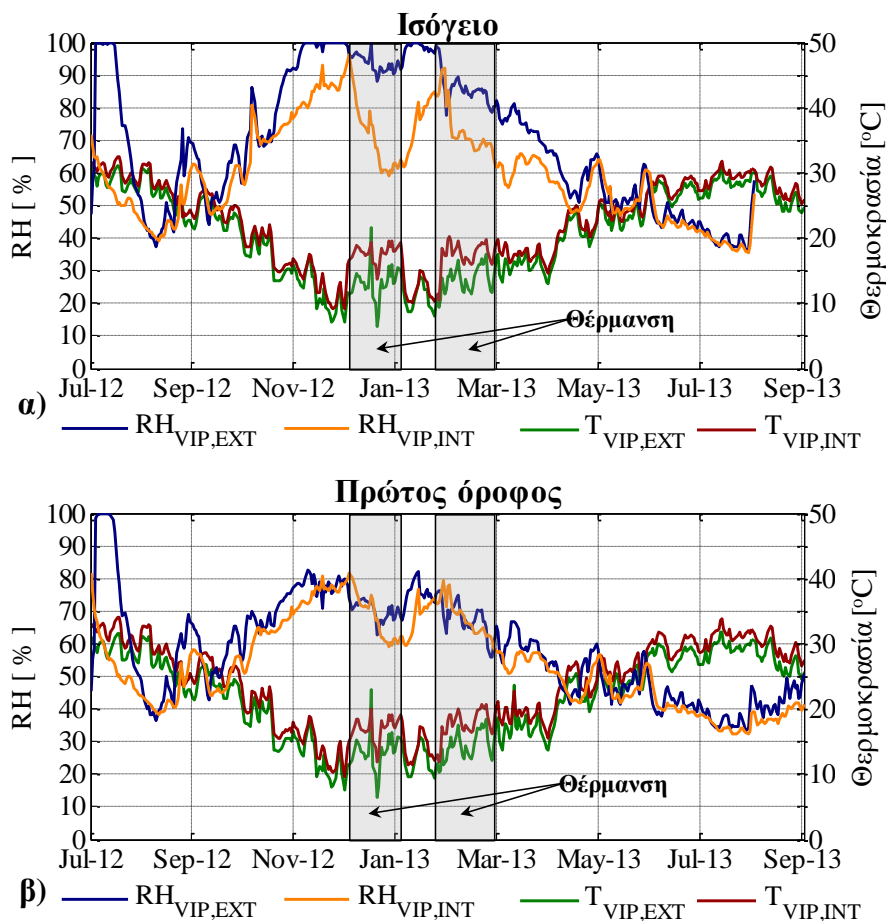 Ισόγειο
100
90
80
70
60
50
40
30
20
10
0
RH [ % ]
50
40
30
20
10
0
Θερμοκρασία [°C]
Θέρμανση
Jul-12 Sep-12 Nov-12 Jan-13 Mar-13 May-13 Jul-13 Sep-13
α)
RH_VIP,EXT RH_VIP,INT T_VIP,EXT T_VIP,INT
Πρώτος όροφος
100
90
80
70
60
50
40
30
20
10
0
RH [ % ]
50
40
30
20
10
0
Θερμοκρασία [°C]
Θέρμανση
Jul-12 Sep-12 Nov-12 Jan-13 Mar-13 May-13 Jul-13 Sep-13
β)
RH_VIP,EXT RH_VIP,INT T_VIP,EXT T_VIP,INT